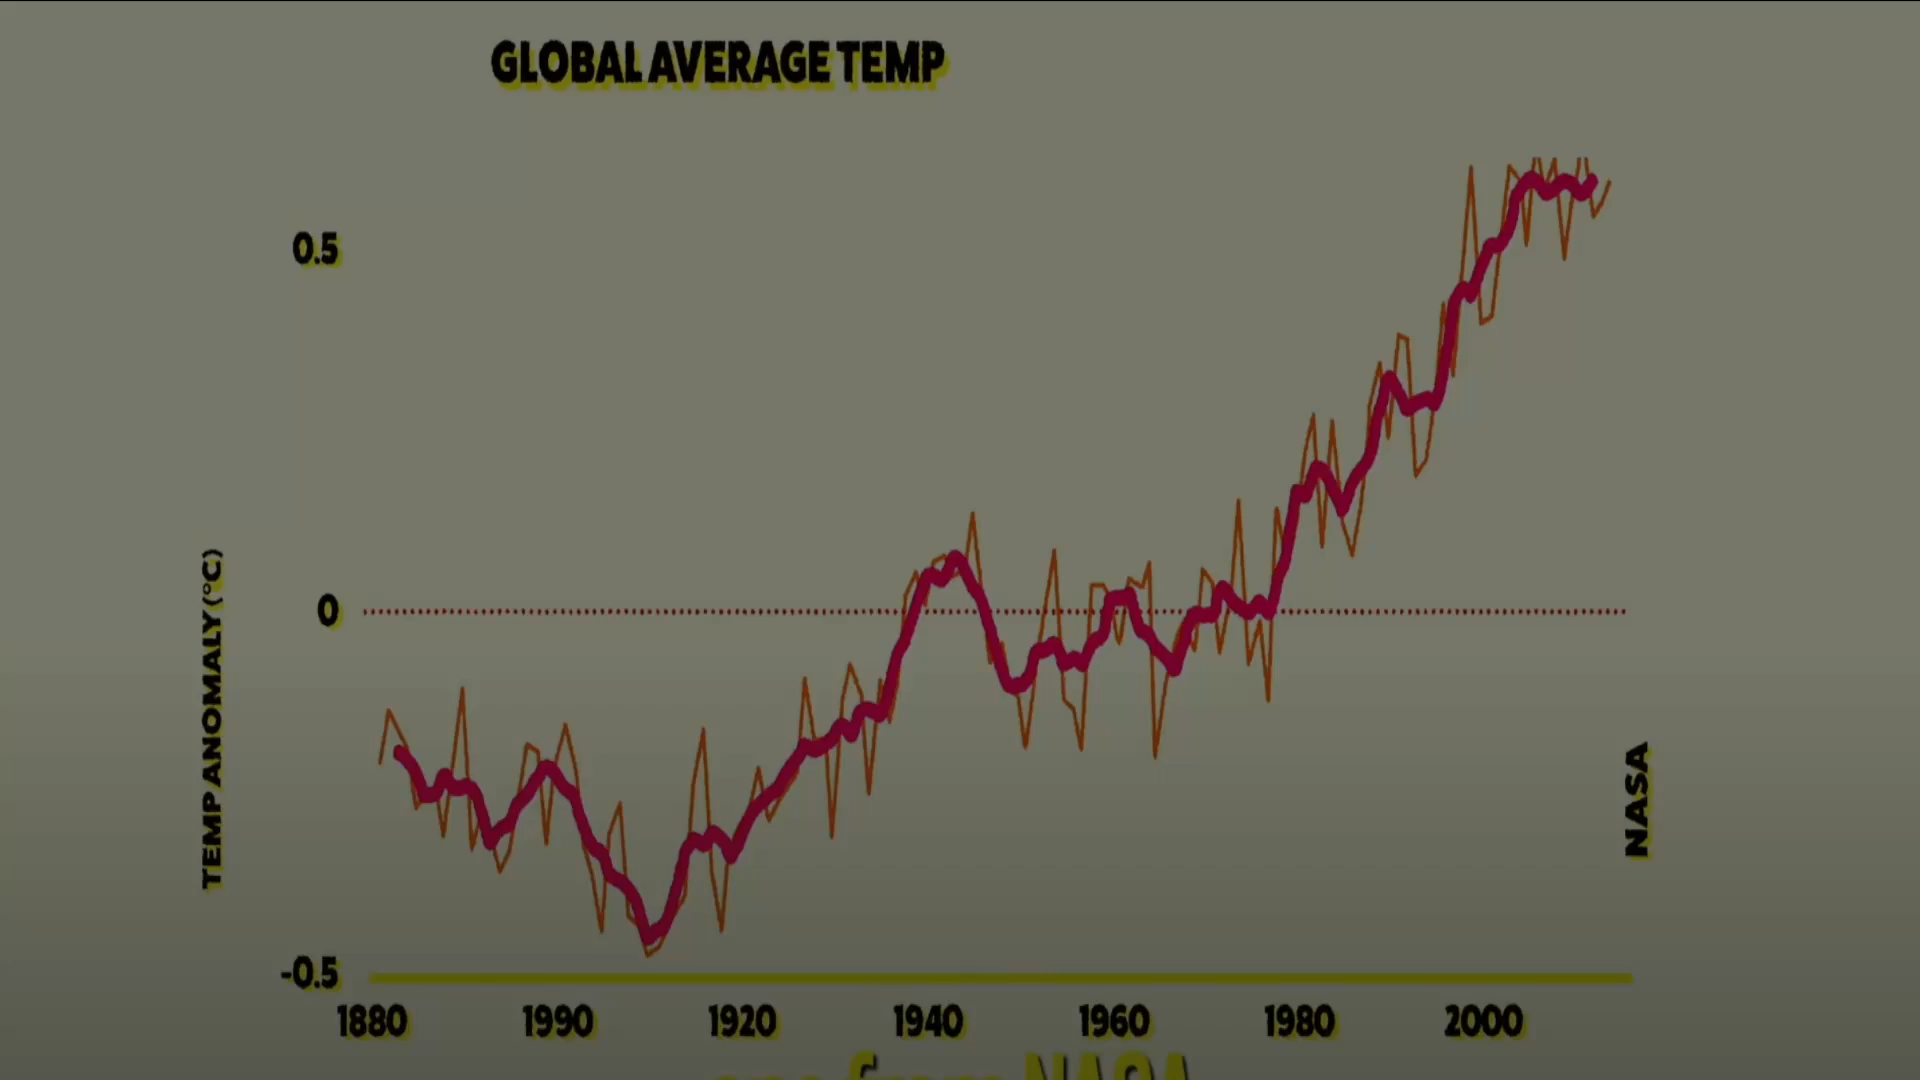 GLOBAL AVERAGE TEMP
0.5
0
-0.5
TEMP ANOMALY (°C)
NASA
1880 1990 1920 1940 1960 1980 2000
from NASA